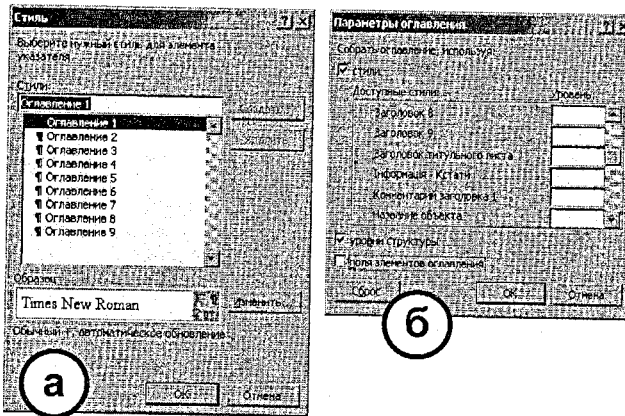 Стиль
Выберите нужный стиль для элемента
указателя
Стили:
Оглавление 1
Оглавление 1
¶ Оглавление 2
¶ Оглавление 3
¶ Оглавление 4
¶ Оглавление 5
¶ Оглавление 6
¶ Оглавление 7
¶ Оглавление 8
¶ Оглавление 9
Образец
Times New Roman
Изменить...
Обычный + автоматическое обновление
OK
Отмена
а
Параметры оглавления
Собрать оглавление, используя:
стили
Доступные стили:
Уровень:
Заголовок 8
Заголовок 9
Заголовок титульного листа
Інформація - Кстати
Комментарии заголовка 1
Название объекта
уровни структуры
поля элементов оглавления
Сброс
OK
Отмена
б